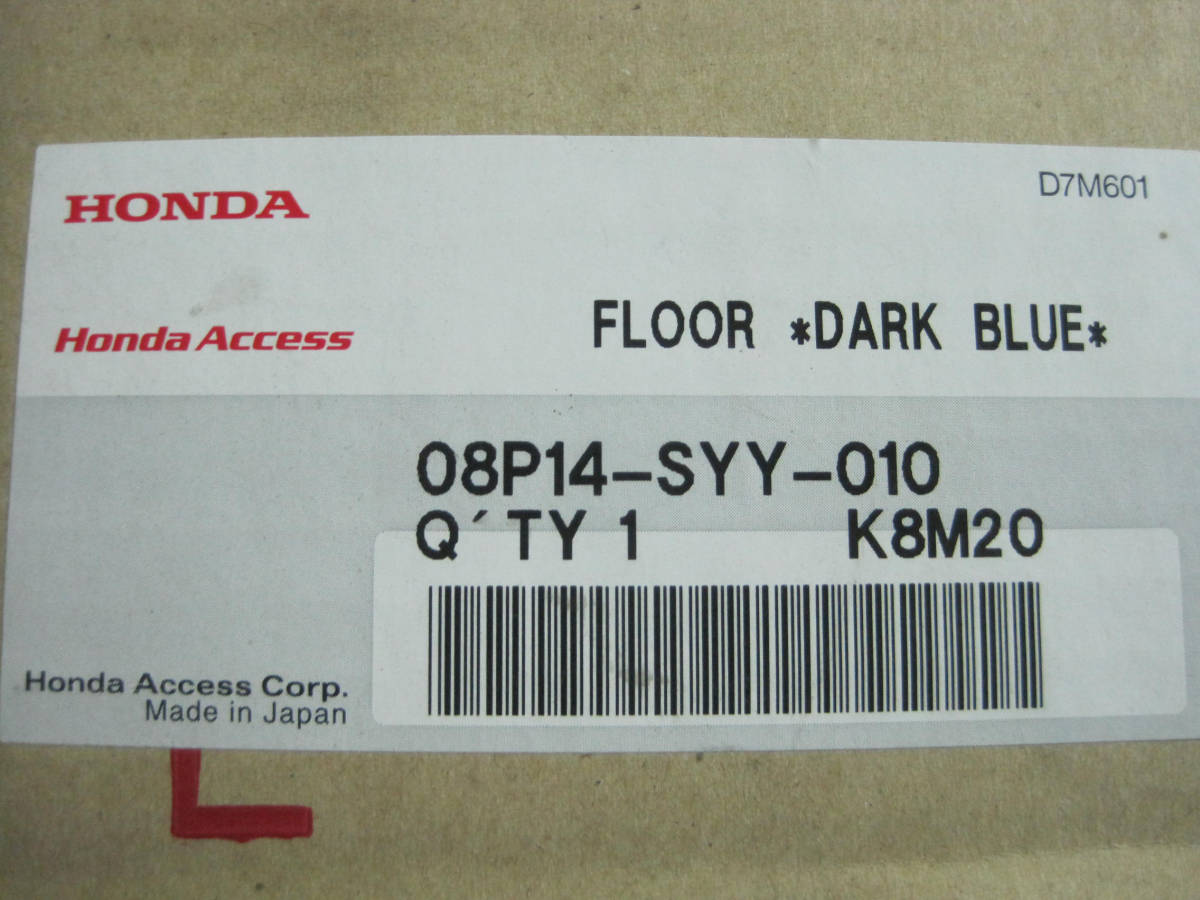 HONDA
D7M601
Honda Access
FLOOR *DARK BLUE*
08P14-SYY-010
Q´TY 1 K8M20
Honda Access Corp.
Made in Japan